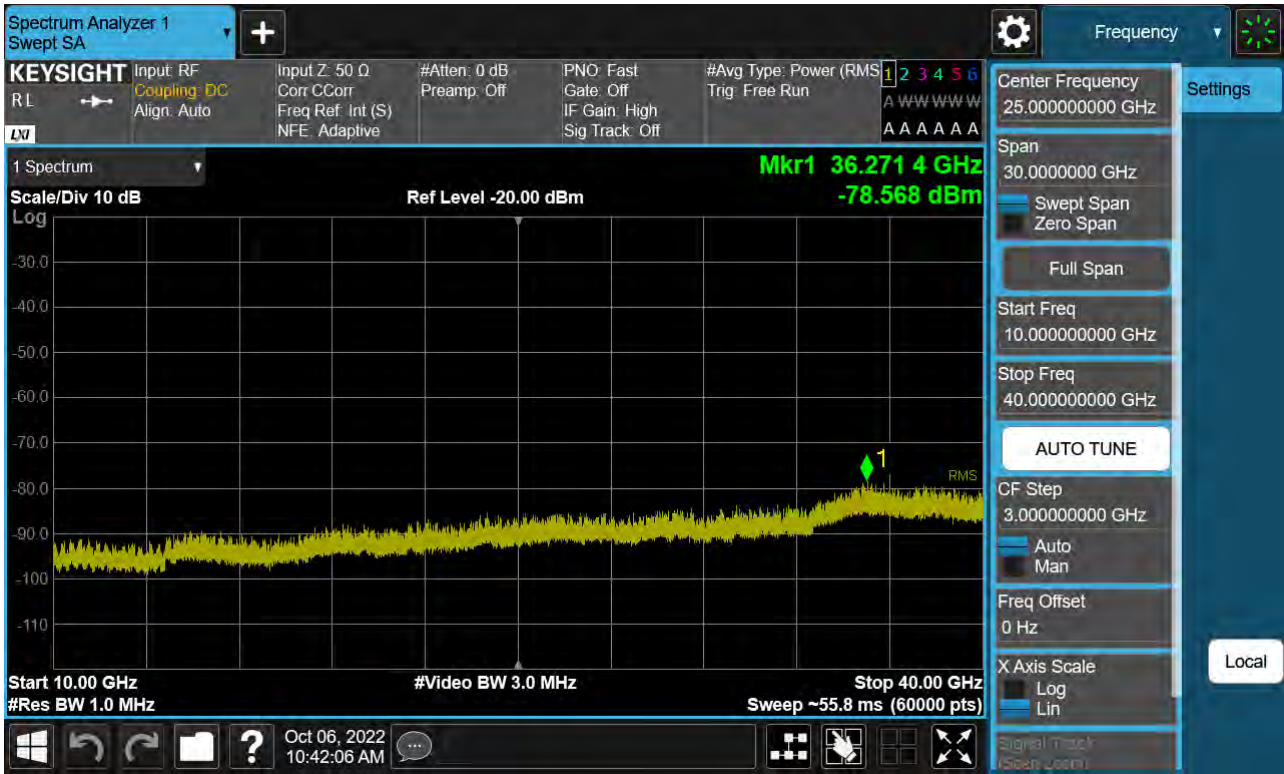 Spectrum Analyzer 1
Swept SA
+
Frequency
KEYSIGHT
RL
LXI
Input: RF
Coupling: DC
Align: Auto
Input Z: 50 Ω
Corr CCorr
Freq Ref: Int (S)
NFE: Adaptive
#Atten: 0 dB
Preamp: Off
PNO: Fast
Gate: Off
IF Gain: High
Sig Track: Off
#Avg Type: Power (RMS
Trig: Free Run
1 2 3 4 5 6
A W W W W W
A A A A A A
1 Spectrum
Scale/Div 10 dB
Log
Ref Level -20.00 dBm
Mkr1 36.271 4 GHz
-78.568 dBm
-30.0
-40.0
-50.0
-60.0
-70.0
1
RMS
-80.0
-90.0
-100
-110
Start 10.00 GHz
#Res BW 1.0 MHz
#Video BW 3.0 MHz
Stop 40.00 GHz
Sweep ~55.8 ms (60000 pts)
Center Frequency
25.000000000 GHz
Span
30.0000000 GHz
Swept Span
Zero Span
Full Span
Start Freq
10.000000000 GHz
Stop Freq
40.000000000 GHz
AUTO TUNE
CF Step
3.000000000 GHz
Auto
Man
Freq Offset
0 Hz
X Axis Scale
Log
Lin
Signal Track
(Span Zoom)
Settings
Local
?
Oct 06, 2022
10:42:06 AM